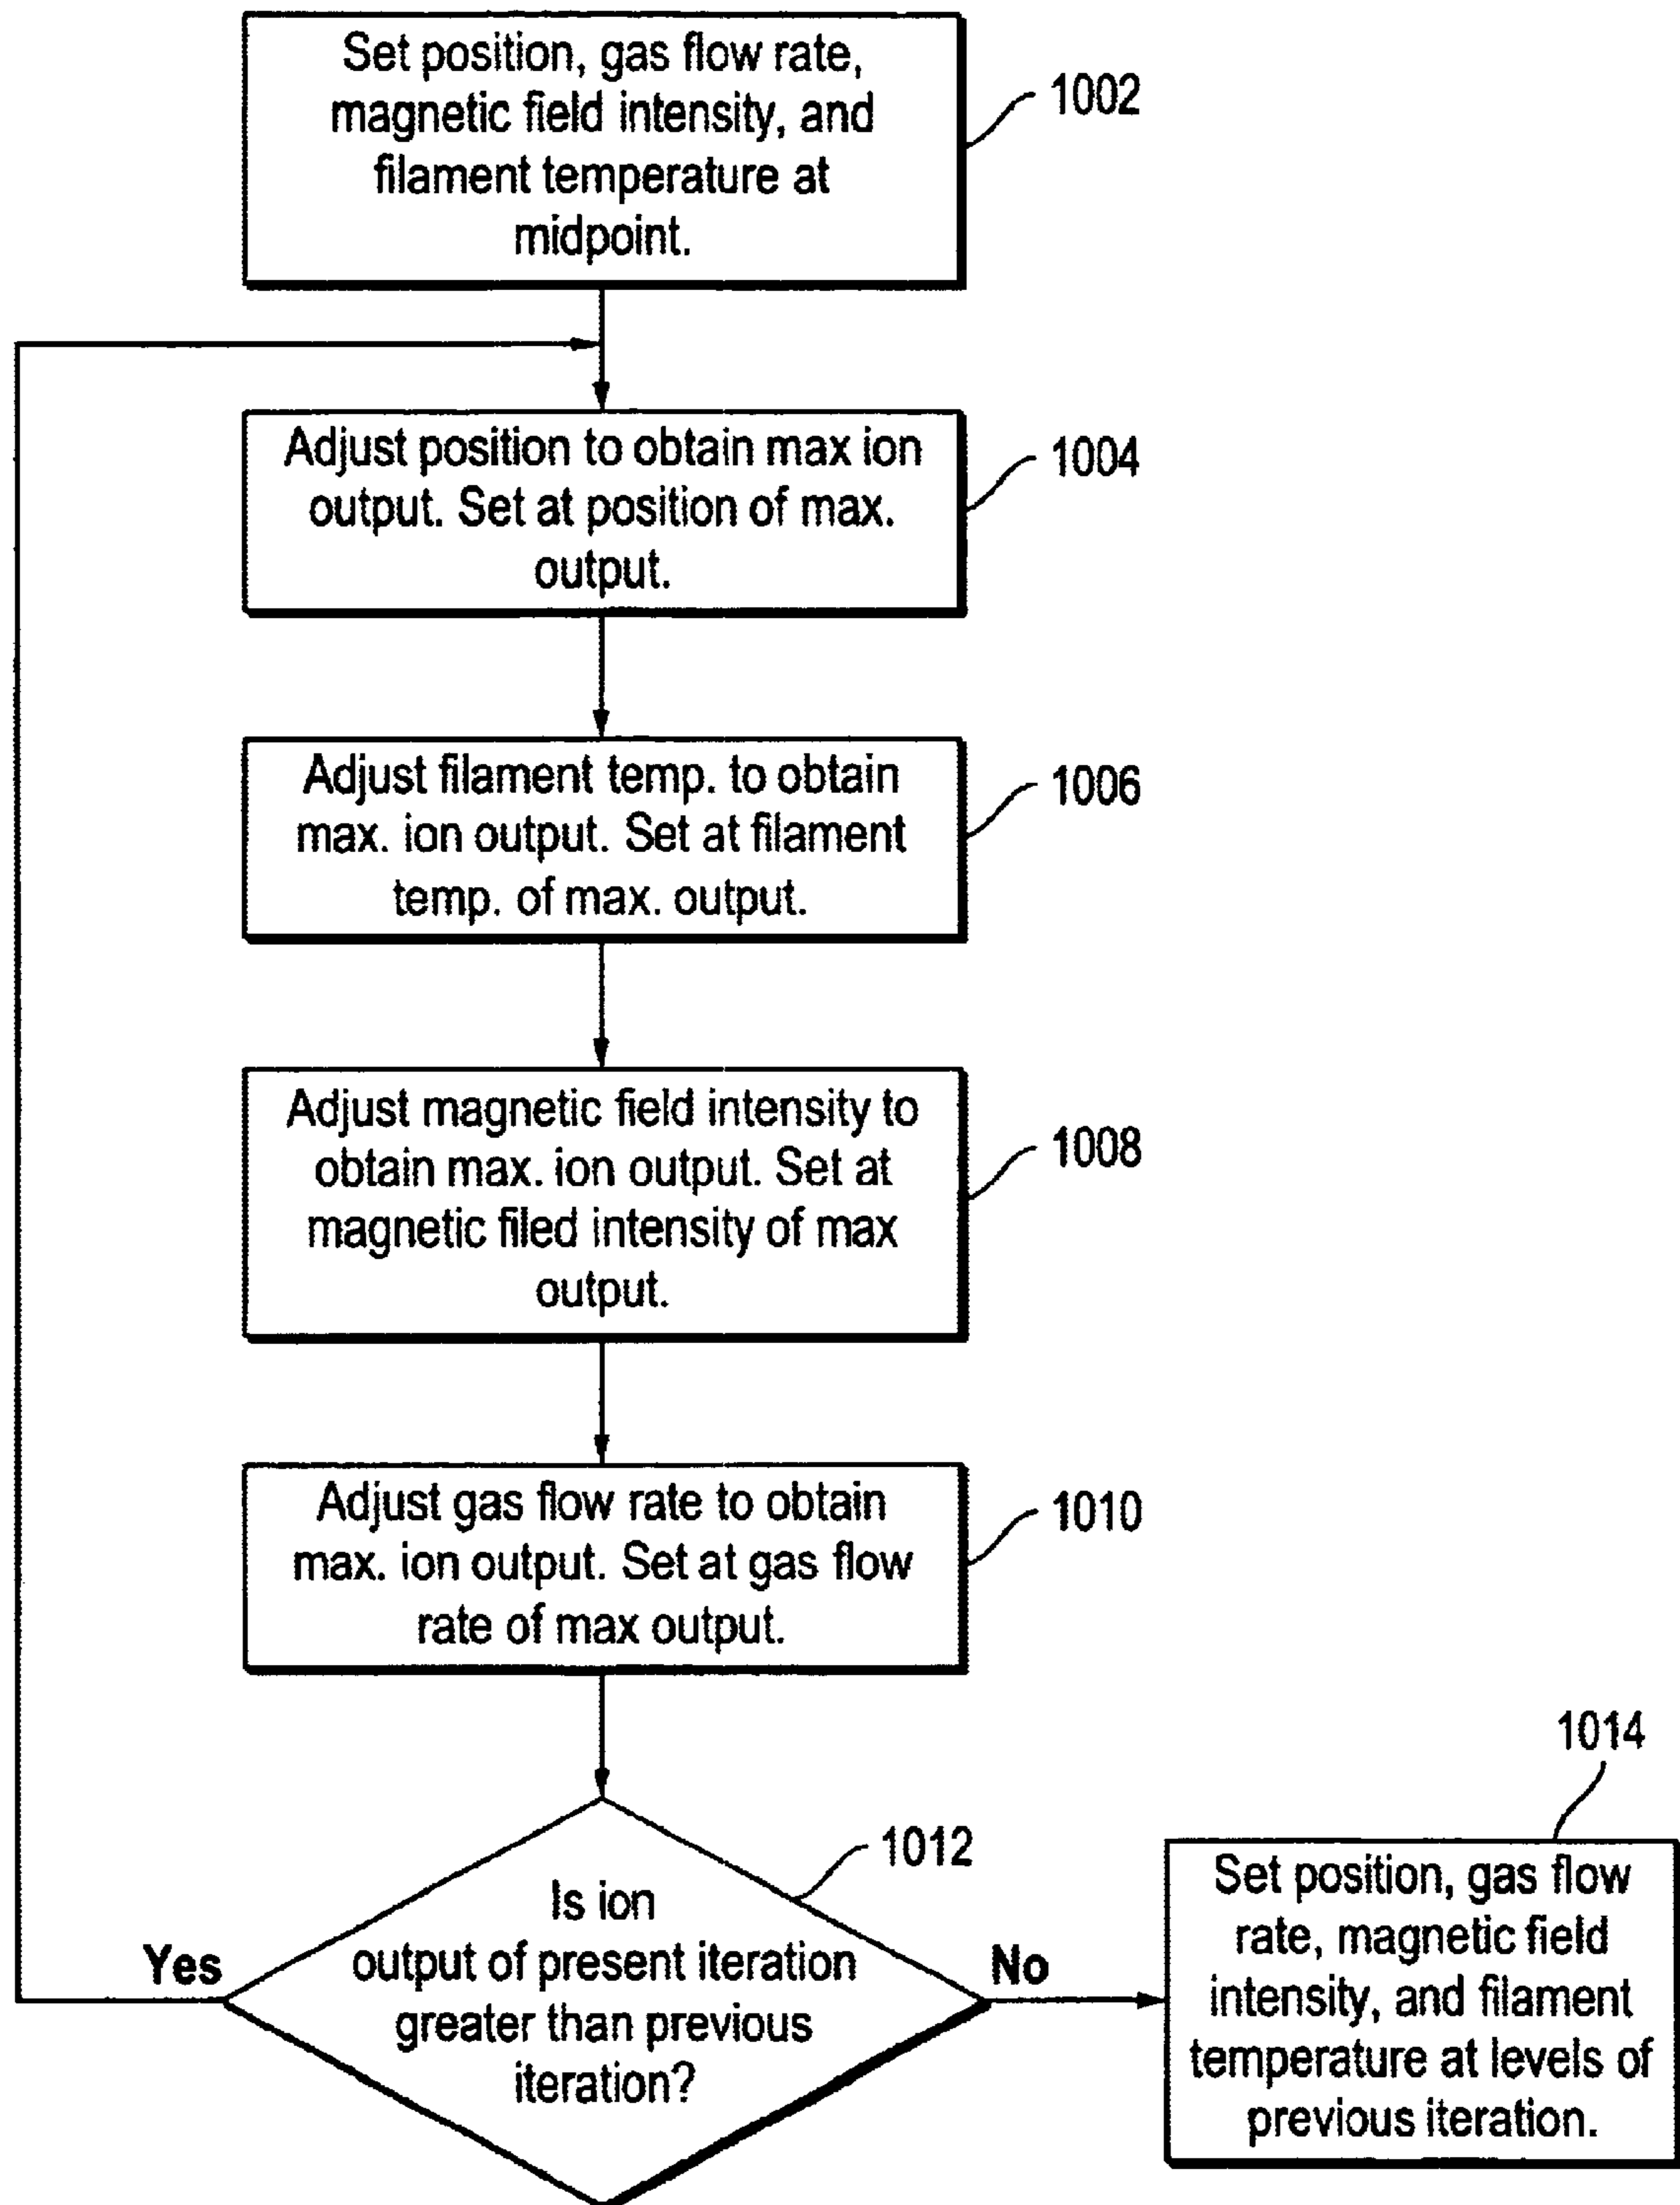 Set position, gas flow rate,
magnetic field intensity, and
filament temperature at
midpoint.
1002
Adjust position to obtain max ion
output. Set at position of max.
output.
1004
Adjust filament temp. to obtain
max. ion output. Set at filament
temp. of max. output.
1006
Adjust magnetic field intensity to
obtain max. ion output. Set at
magnetic filed intensity of max
output.
1008
Adjust gas flow rate to obtain
max. ion output. Set at gas flow
rate of max output.
1010
Is ion
output of present iteration
greater than previous
iteration?
1012
Yes
No
1014
Set position, gas flow
rate, magnetic field
intensity, and filament
temperature at levels of
previous iteration.